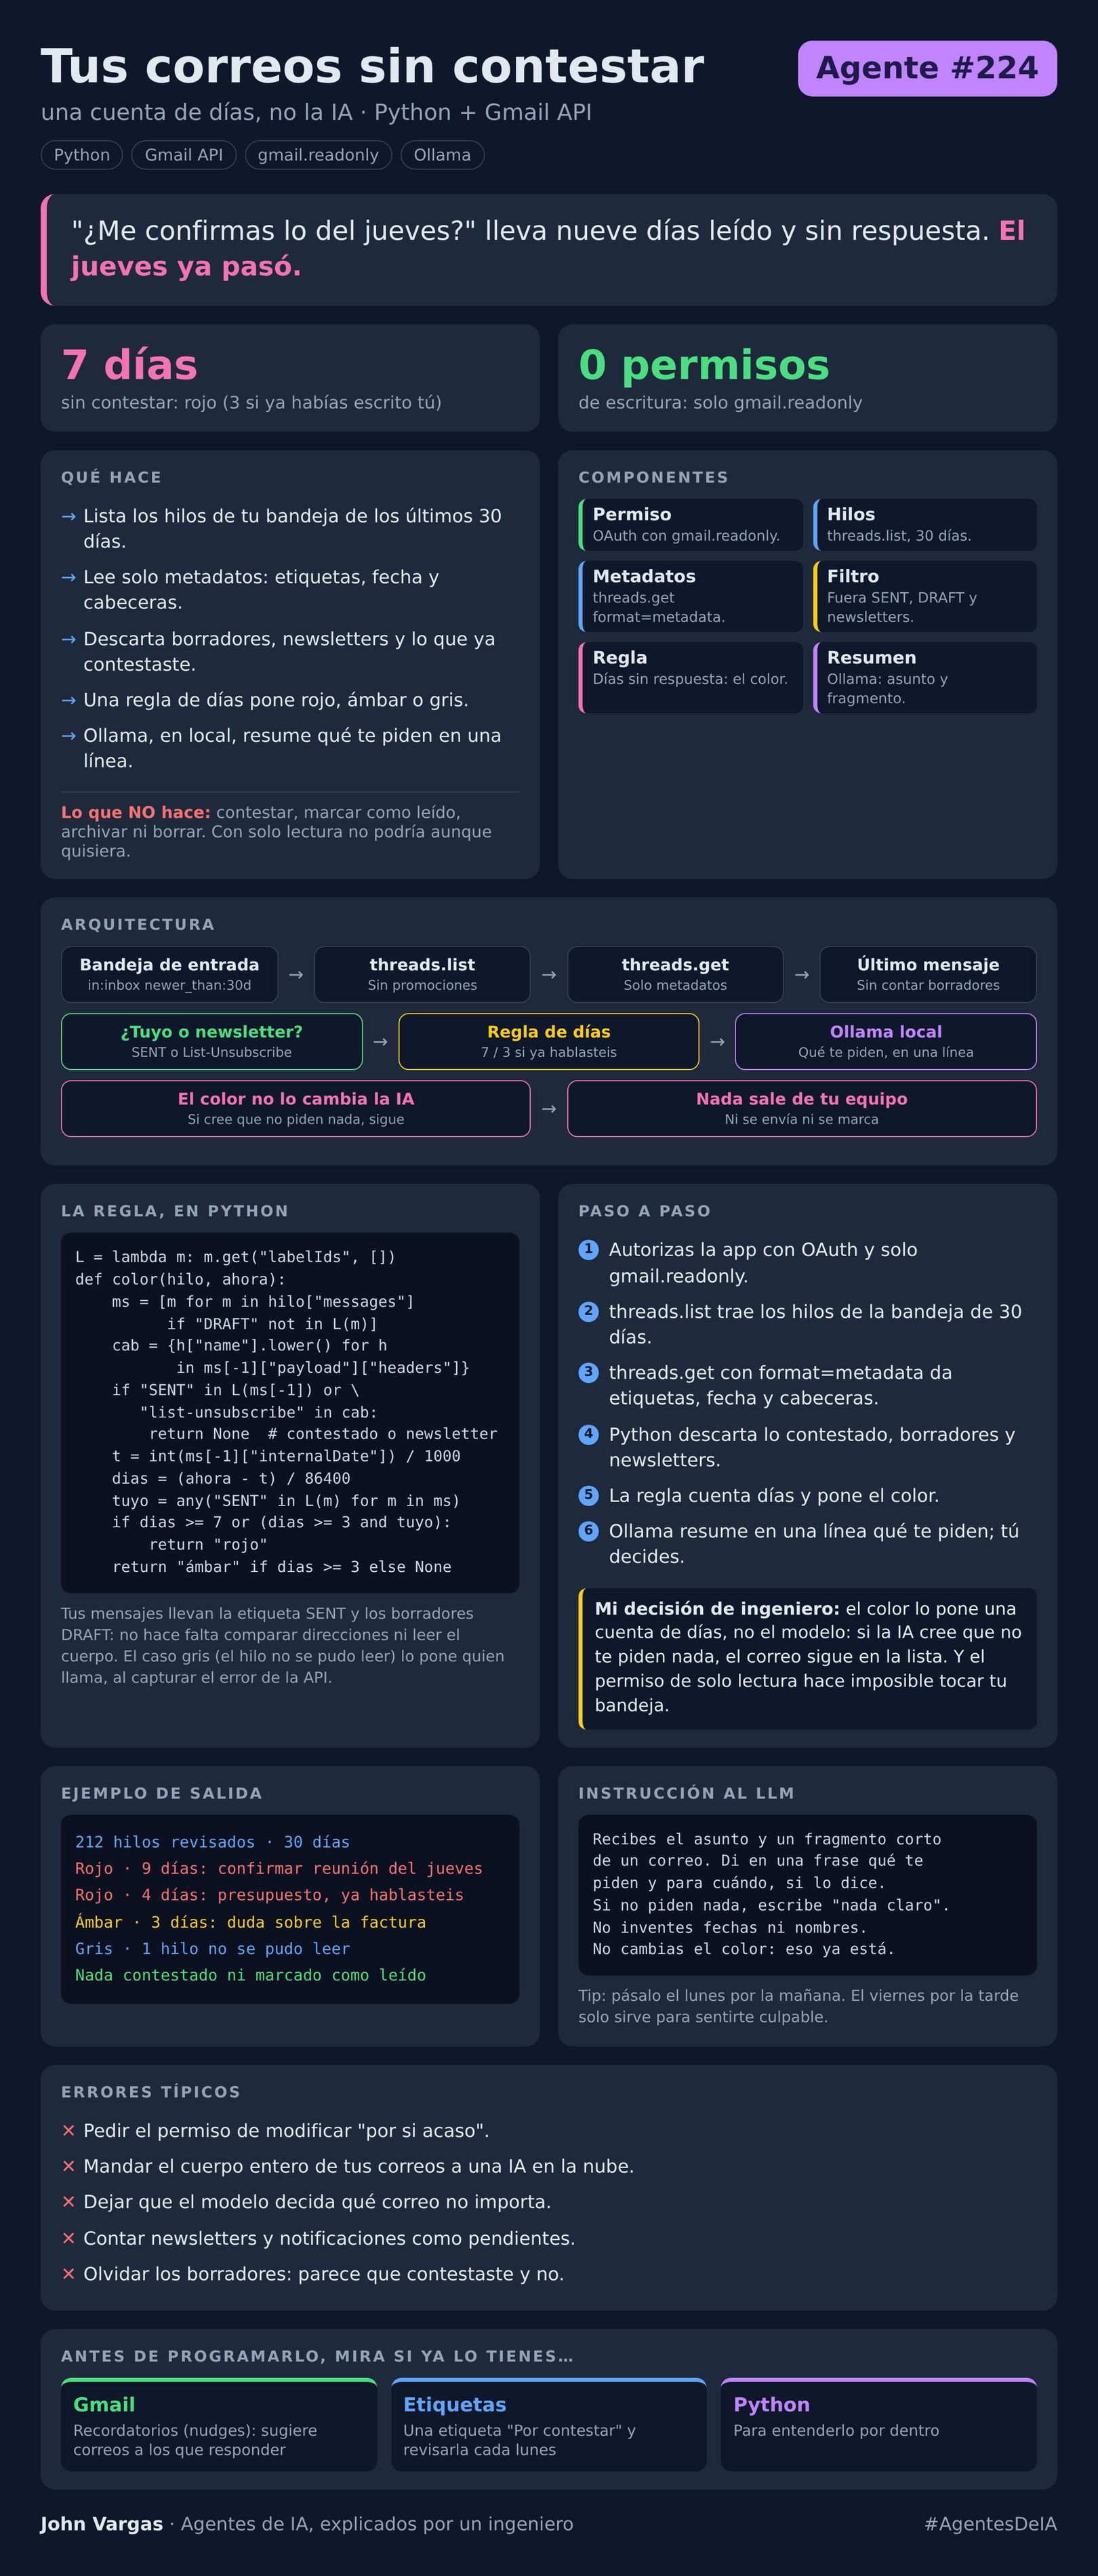 Tus correos sin contestar
Agente #224
una cuenta de días, no la IA · Python + Gmail API
Python
Gmail API
gmail.readonly
Ollama
"¿Me confirmas lo del jueves?" lleva nueve días leído y sin respuesta. El
jueves ya pasó.
7 días
sin contestar: rojo (3 si ya habías escrito tú)
0 permisos
de escritura: solo gmail.readonly
QUÉ HACE
→ Lista los hilos de tu bandeja de los últimos 30
días.
→ Lee solo metadatos: etiquetas, fecha y
cabeceras.
→ Descarta borradores, newsletters y lo que ya
contestaste.
→ Una regla de días pone rojo, ámbar o gris.
→ Ollama, en local, resume qué te piden en una
línea.
Lo que NO hace: contestar, marcar como leído,
archivar ni borrar. Con solo lectura no podría aunque
quisiera.
COMPONENTES
Permiso
OAuth con gmail.readonly.
Hilos
threads.list, 30 días.
Metadatos
threads.get
format=metadata.
Filtro
Fuera SENT, DRAFT y
newsletters.
Regla
Días sin respuesta: el color.
Resumen
Ollama: asunto y
fragmento.
ARQUITECTURA
Bandeja de entrada
in:inbox newer_than:30d
→
threads.list
Sin promociones
→
threads.get
Solo metadatos
→
Último mensaje
Sin contar borradores
¿Tuyo o newsletter?
SENT o List-Unsubscribe
→
Regla de días
7 / 3 si ya hablasteis
→
Ollama local
Qué te piden, en una línea
El color no lo cambia la IA
Si cree que no piden nada, sigue
→
Nada sale de tu equipo
Ni se envía ni se marca
LA REGLA, EN PYTHON
L = lambda m: m.get("labelIds", [])
def color(hilo, ahora):
    ms = [m for m in hilo["messages"]
          if "DRAFT" not in L(m)]
    cab = {h["name"].lower() for h
           in ms[-1]["payload"]["headers"]}
    if "SENT" in L(ms[-1]) or \
       "list-unsubscribe" in cab:
        return None  # contestado o newsletter
    t = int(ms[-1]["internalDate"]) / 1000
    dias = (ahora - t) / 86400
    tuyo = any("SENT" in L(m) for m in ms)
    if dias >= 7 or (dias >= 3 and tuyo):
        return "rojo"
    return "ámbar" if dias >= 3 else None
Tus mensajes llevan la etiqueta SENT y los borradores
DRAFT: no hace falta comparar direcciones ni leer el
cuerpo. El caso gris (el hilo no se pudo leer) lo pone quien
llama, al capturar el error de la API.
PASO A PASO
1 Autorizas la app con OAuth y solo
gmail.readonly.
2 threads.list trae los hilos de la bandeja de 30
días.
3 threads.get con format=metadata da
etiquetas, fecha y cabeceras.
4 Python descarta lo contestado, borradores y
newsletters.
5 La regla cuenta días y pone el color.
6 Ollama resume en una línea qué te piden; tú
decides.
Mi decisión de ingeniero: el color lo pone una
cuenta de días, no el modelo: si la IA cree que no
te piden nada, el correo sigue en la lista. Y el
permiso de solo lectura hace imposible tocar tu
bandeja.
EJEMPLO DE SALIDA
212 hilos revisados · 30 días
Rojo · 9 días: confirmar reunión del jueves
Rojo · 4 días: presupuesto, ya hablasteis
Ámbar · 3 días: duda sobre la factura
Gris · 1 hilo no se pudo leer
Nada contestado ni marcado como leído
INSTRUCCIÓN AL LLM
Recibes el asunto y un fragmento corto
de un correo. Di en una frase qué te
piden y para cuándo, si lo dice.
Si no piden nada, escribe "nada claro".
No inventes fechas ni nombres.
No cambias el color: eso ya está.
Tip: pásalo el lunes por la mañana. El viernes por la tarde
solo sirve para sentirte culpable.
ERRORES TÍPICOS
✕ Pedir el permiso de modificar "por si acaso".
✕ Mandar el cuerpo entero de tus correos a una IA en la nube.
✕ Dejar que el modelo decida qué correo no importa.
✕ Contar newsletters y notificaciones como pendientes.
✕ Olvidar los borradores: parece que contestaste y no.
ANTES DE PROGRAMARLO, MIRA SI YA LO TIENES…
Gmail
Recordatorios (nudges): sugiere
correos a los que responder
Etiquetas
Una etiqueta "Por contestar" y
revisarla cada lunes
Python
Para entenderlo por dentro
John Vargas · Agentes de IA, explicados por un ingeniero
#AgentesDeIA